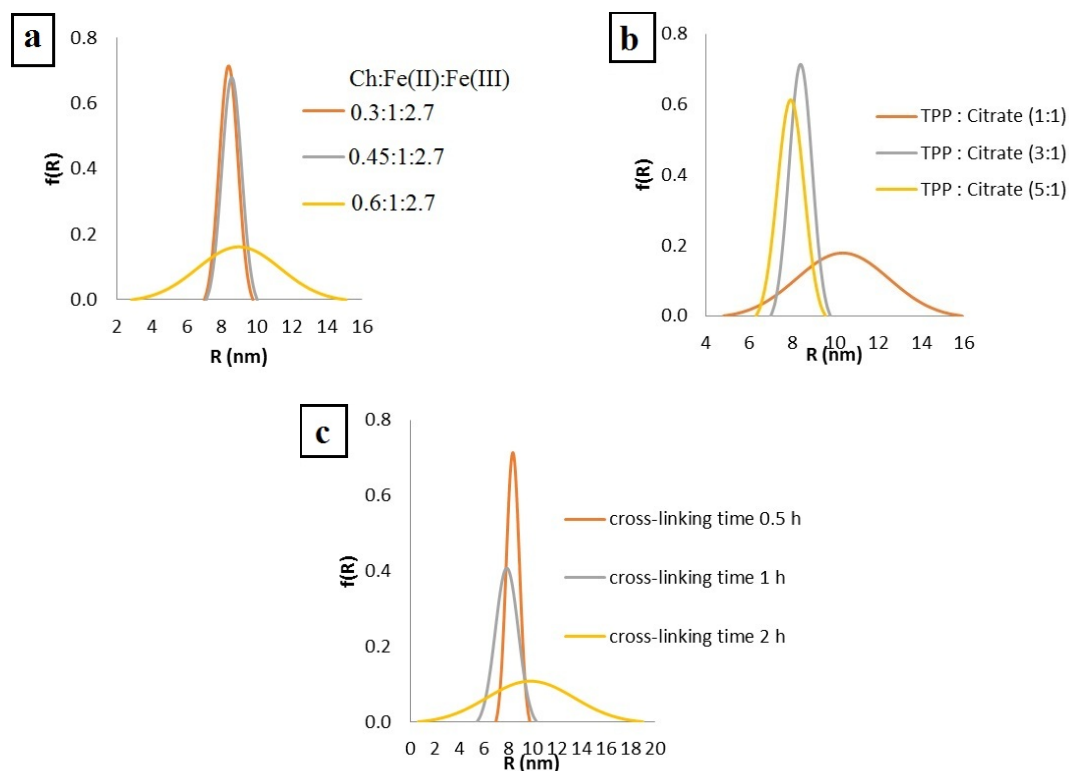 a
0.8
0.6
0.4
0.2
0.0
f(R)
2 4 6 8 10 12 14 16
R (nm)
Ch:Fe(II):Fe(III)
0.3:1:2.7
0.45:1:2.7
0.6:1:2.7
b
0.8
0.6
0.4
0.2
0.0
f(R)
4 6 8 10 12 14 16
R (nm)
TPP : Citrate (1:1)
TPP : Citrate (3:1)
TPP : Citrate (5:1)
c
0.8
0.6
0.4
0.2
0.0
f(R)
0 2 4 6 8 10 12 14 16 18 20
R (nm)
cross-linking time 0.5 h
cross-linking time 1 h
cross-linking time 2 h